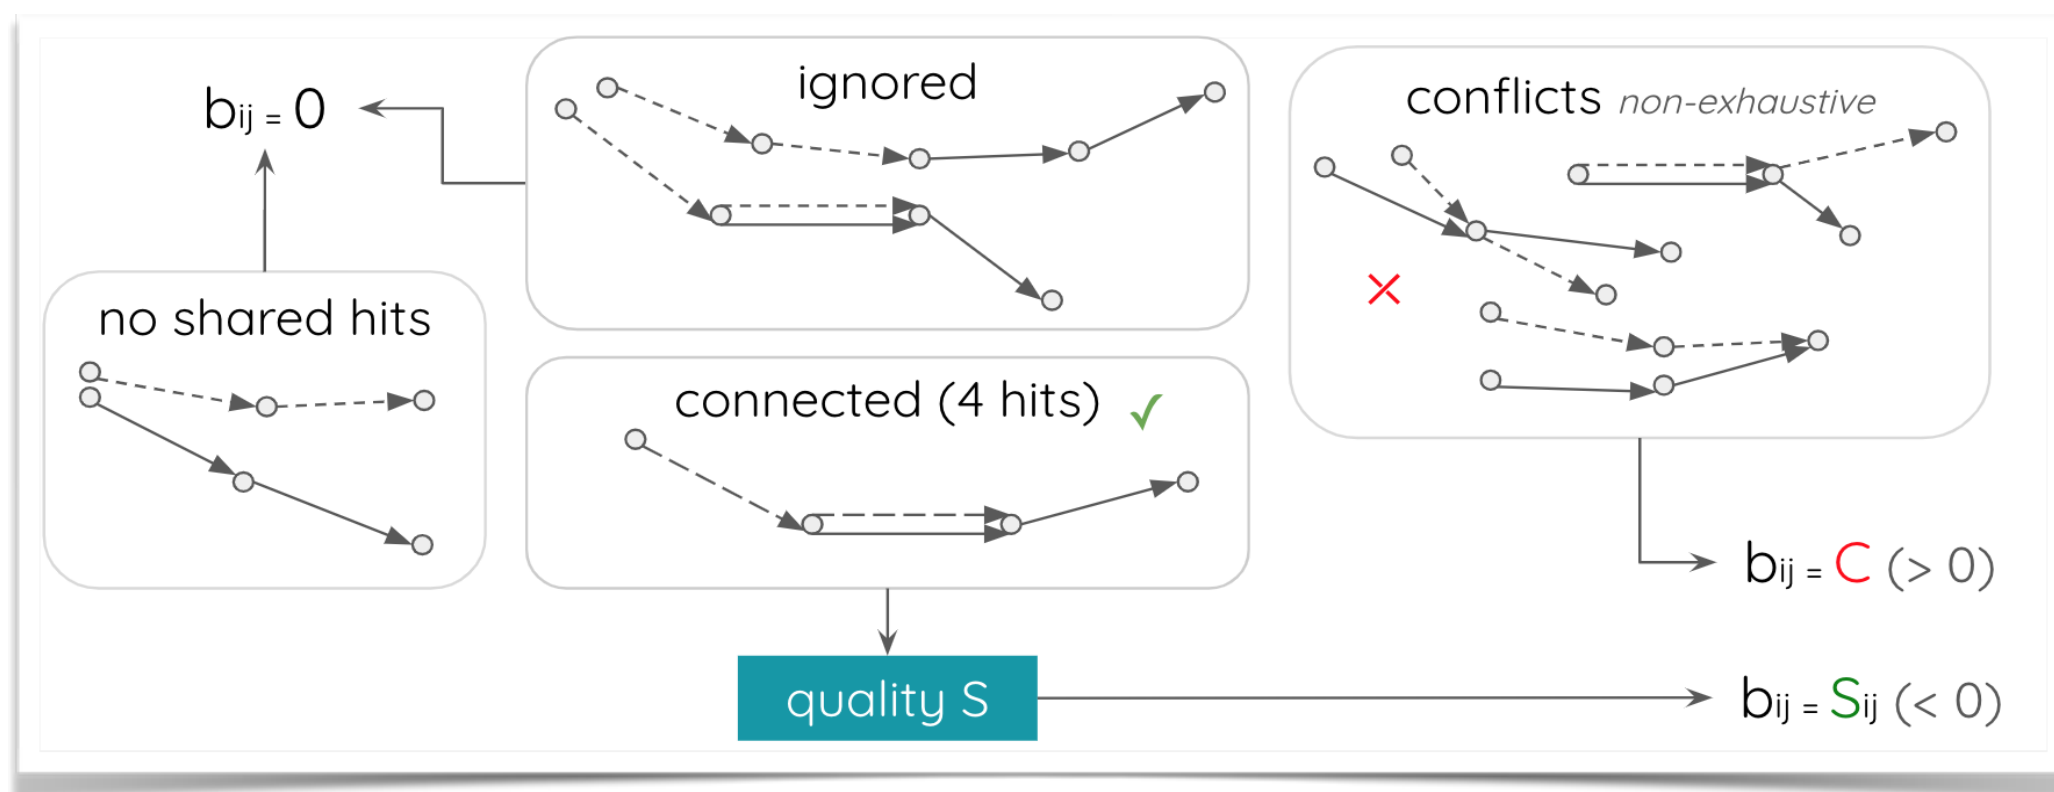 ignored
conflicts non-exhaustive
bij = 0
no shared hits
connected (4 hits) ✓
bij = C (> 0)
quality S
bij = Sij (< 0)